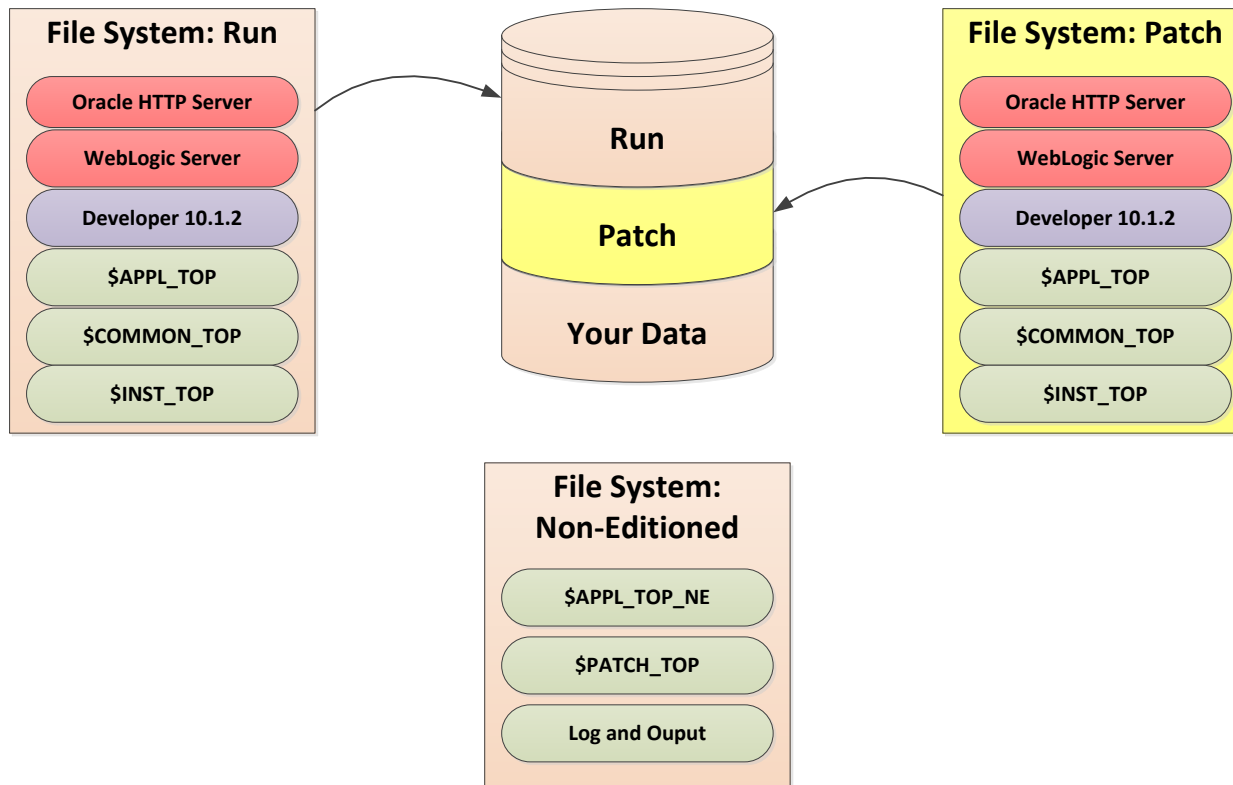 File System: Run
Oracle HTTP Server
WebLogic Server
Developer 10.1.2
$APPL_TOP
$COMMON_TOP
$INST_TOP
Run
Patch
Your Data
File System: Patch
Oracle HTTP Server
WebLogic Server
Developer 10.1.2
$APPL_TOP
$COMMON_TOP
$INST_TOP
File System:
Non-Editioned
$APPL_TOP_NE
$PATCH_TOP
Log and Ouput